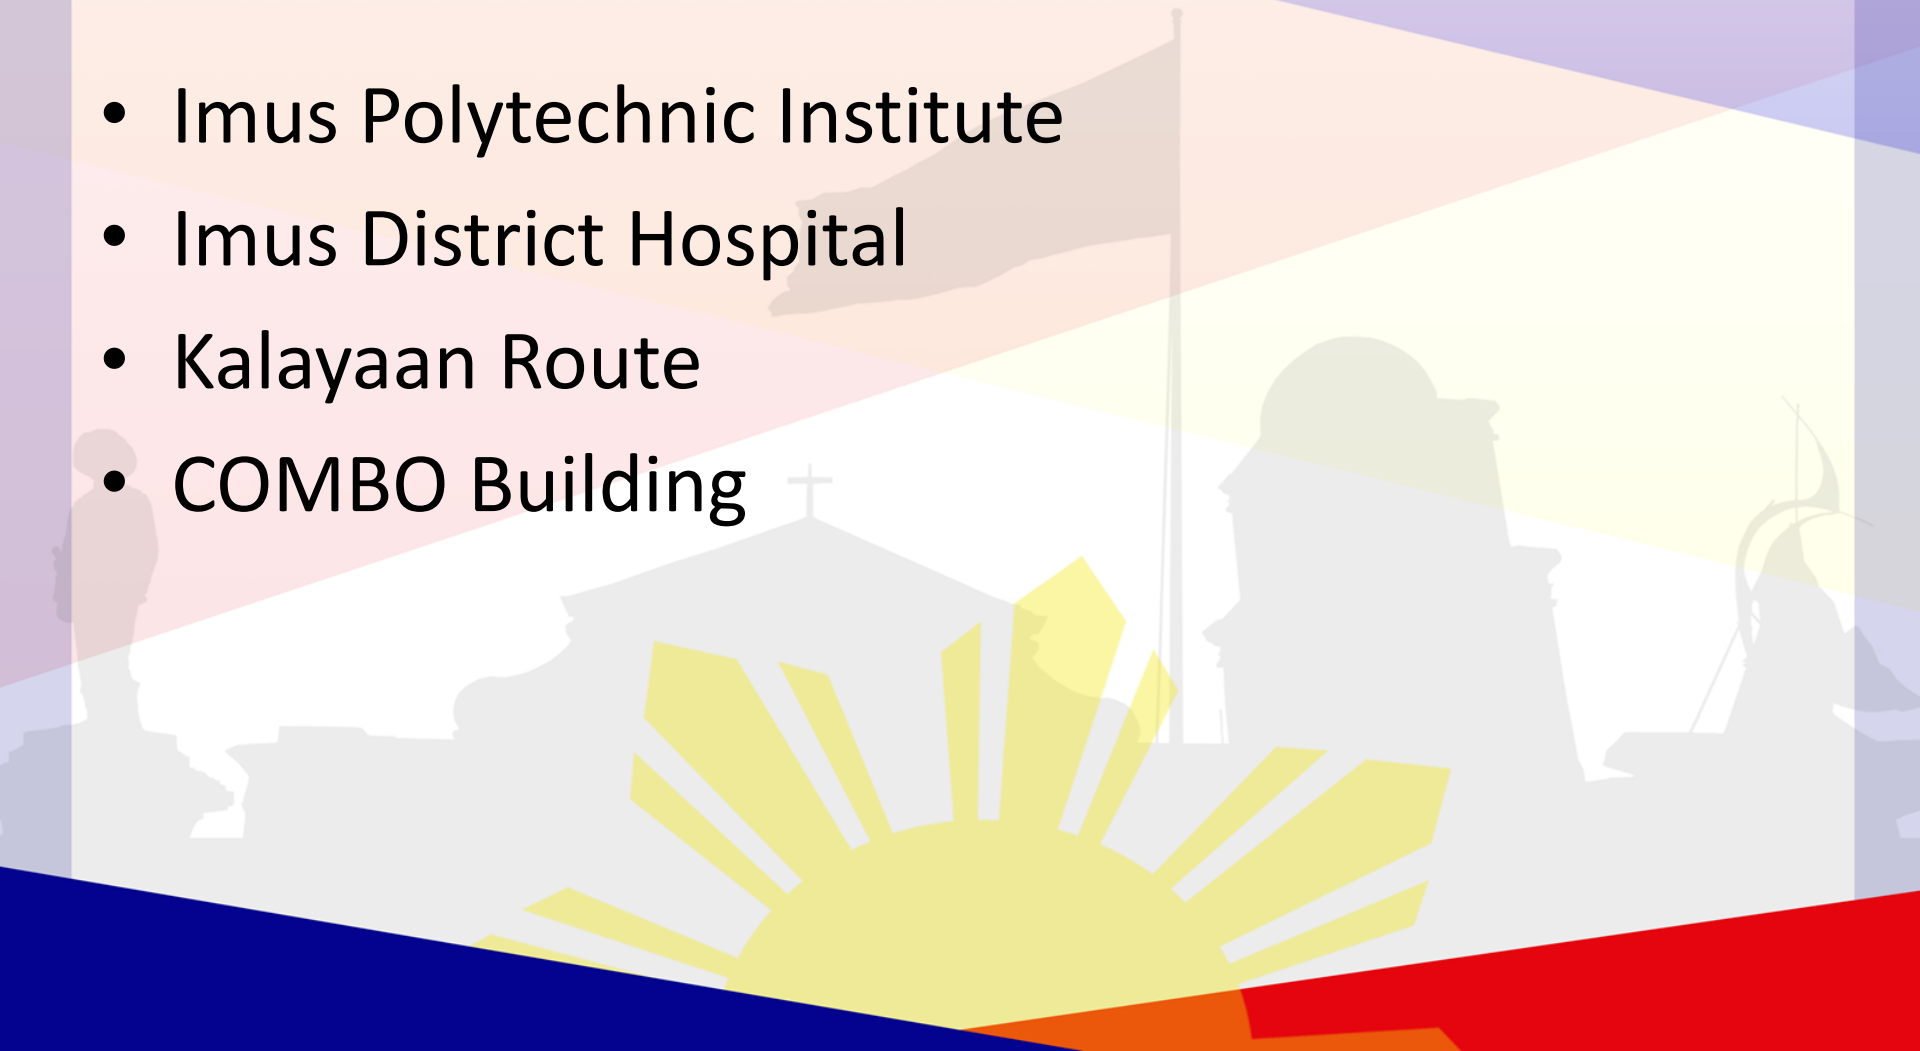 • Imus Polytechnic Institute
• Imus District Hospital
• Kalayaan Route
• COMBO Building